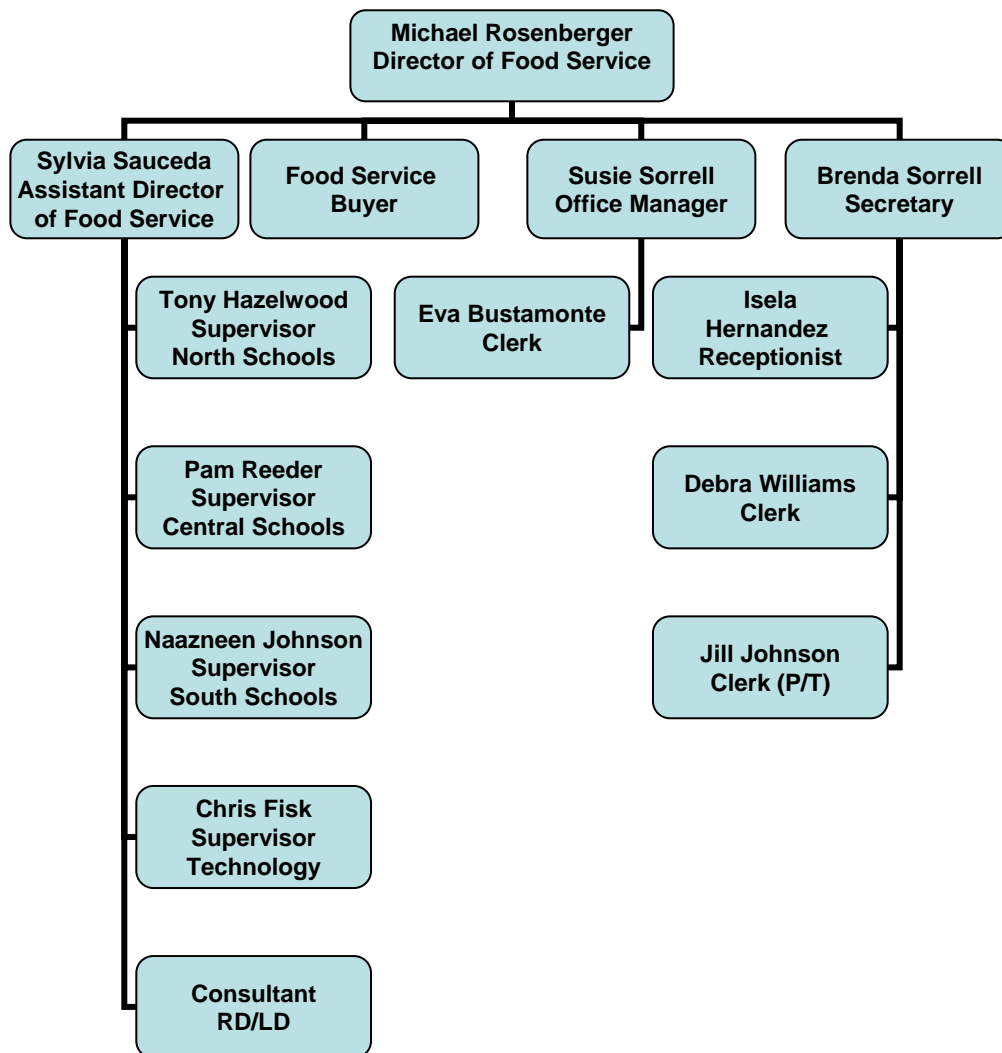 Michael Rosenberger
Director of Food Service
Sylvia Sauceda
Assistant Director
of Food Service
Food Service
Buyer
Susie Sorrell
Office Manager
Brenda Sorrell
Secretary
Tony Hazelwood
Supervisor
North Schools
Eva Bustamonte
Clerk
Isela
Hernandez
Receptionist
Pam Reeder
Supervisor
Central Schools
Debra Williams
Clerk
Naazneen Johnson
Supervisor
South Schools
Jill Johnson
Clerk (P/T)
Chris Fisk
Supervisor
Technology
Consultant
RD/LD